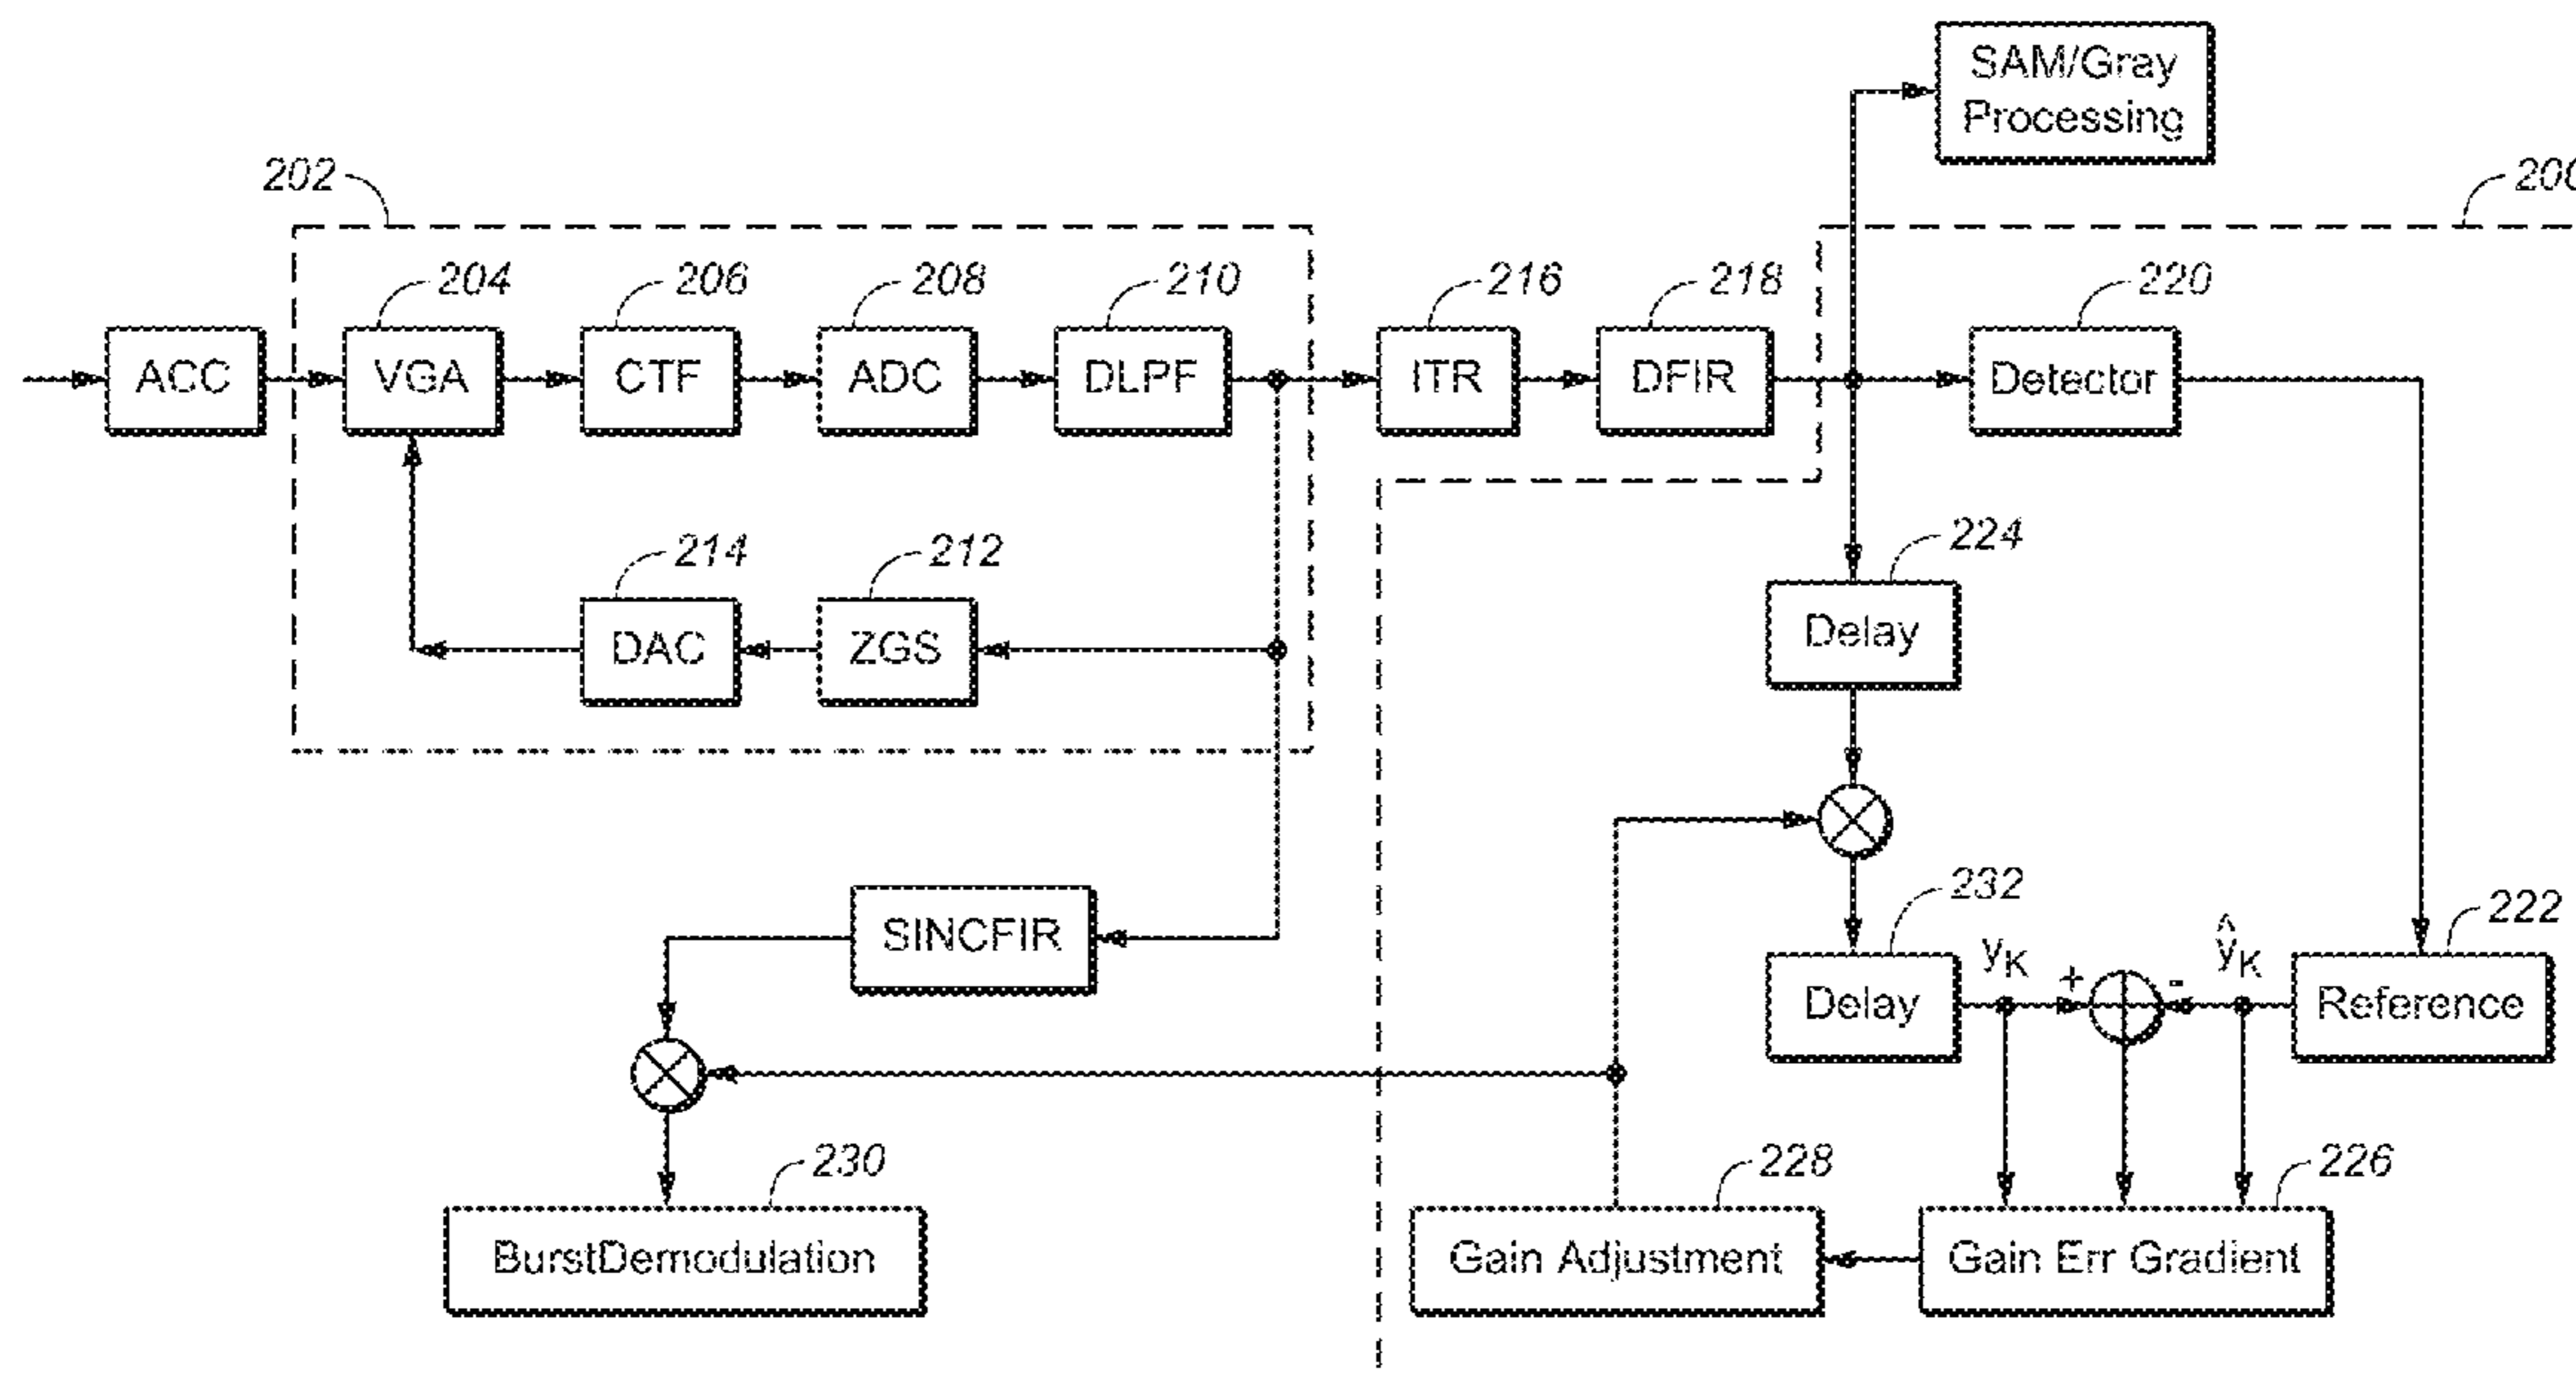 SAM/Gray
Processing
202
200
204
206
208
210
216
218
220
ACC
VGA
CTF
ADC
DLPF
ITR
DFIR
Detector
214
212
224
DAC
ZGS
Delay
232
222
SINCFIR
yK
+
-
ŷK
Delay
Reference
230
228
226
BurstDemodulation
Gain Adjustment
Gain Err Gradient